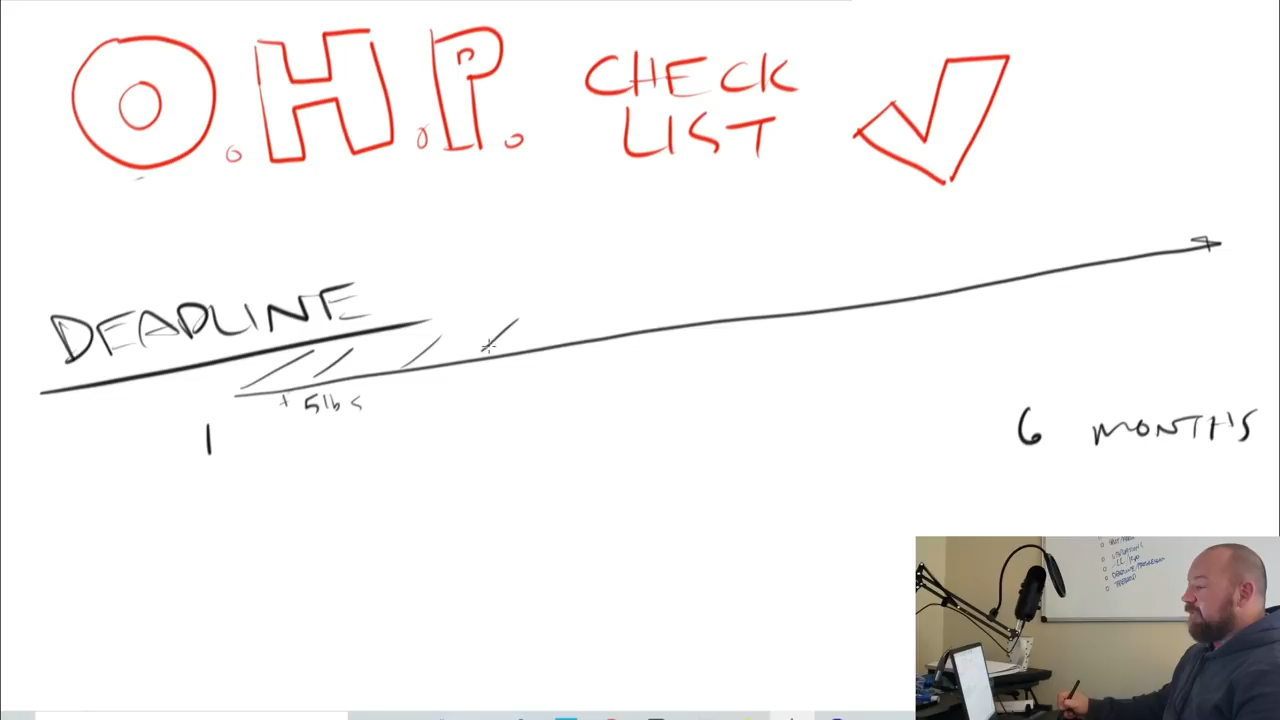 O.H.P. CHECK
LIST
DEADLINE
+ 5lbs
1
6 MONTHS